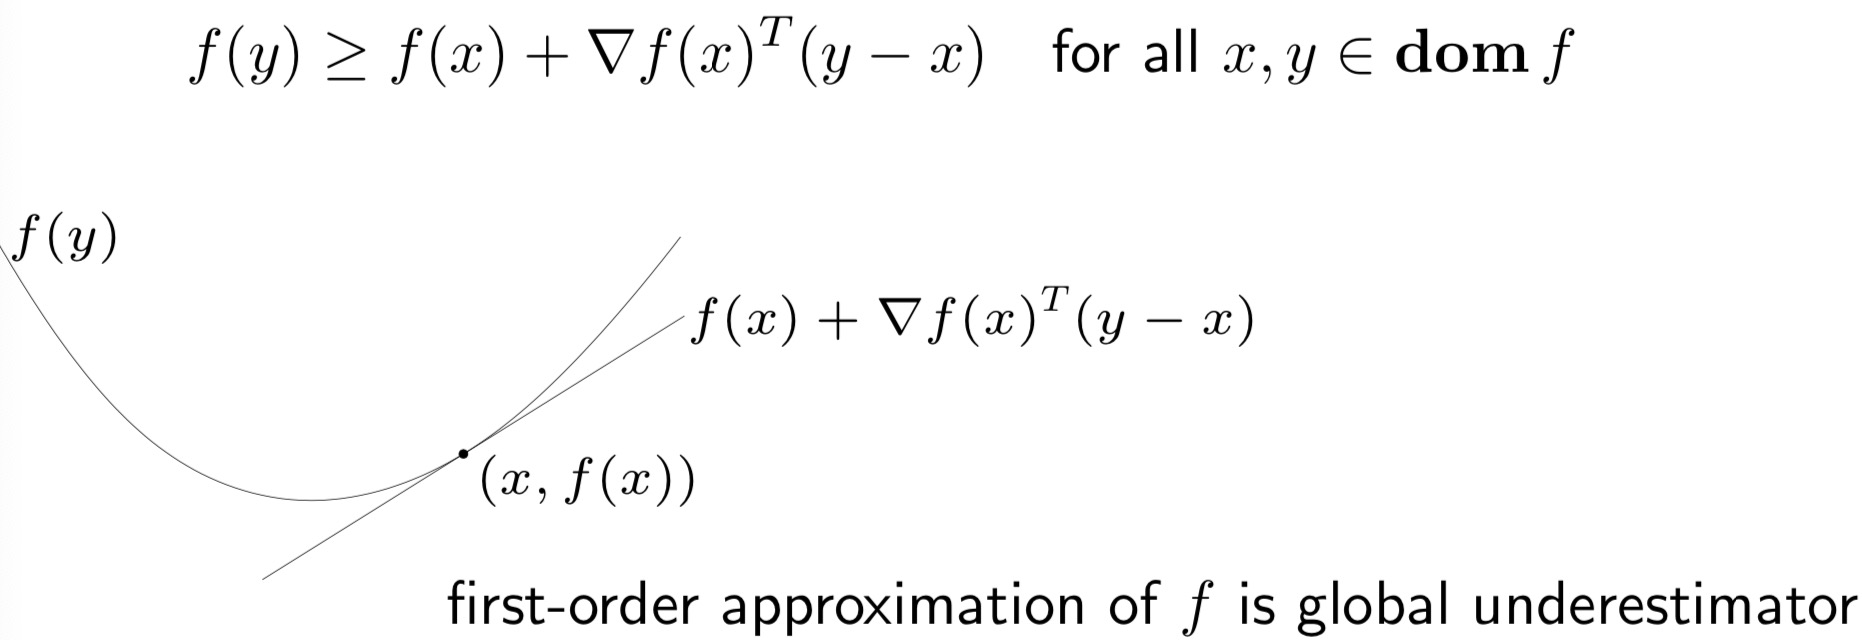 f(y) ≥ f(x) + ∇f(x)^T(y − x) for all x, y ∈ dom f
f(y)
f(x) + ∇f(x)^T(y − x)
(x, f(x))
first-order approximation of f is global underestimator